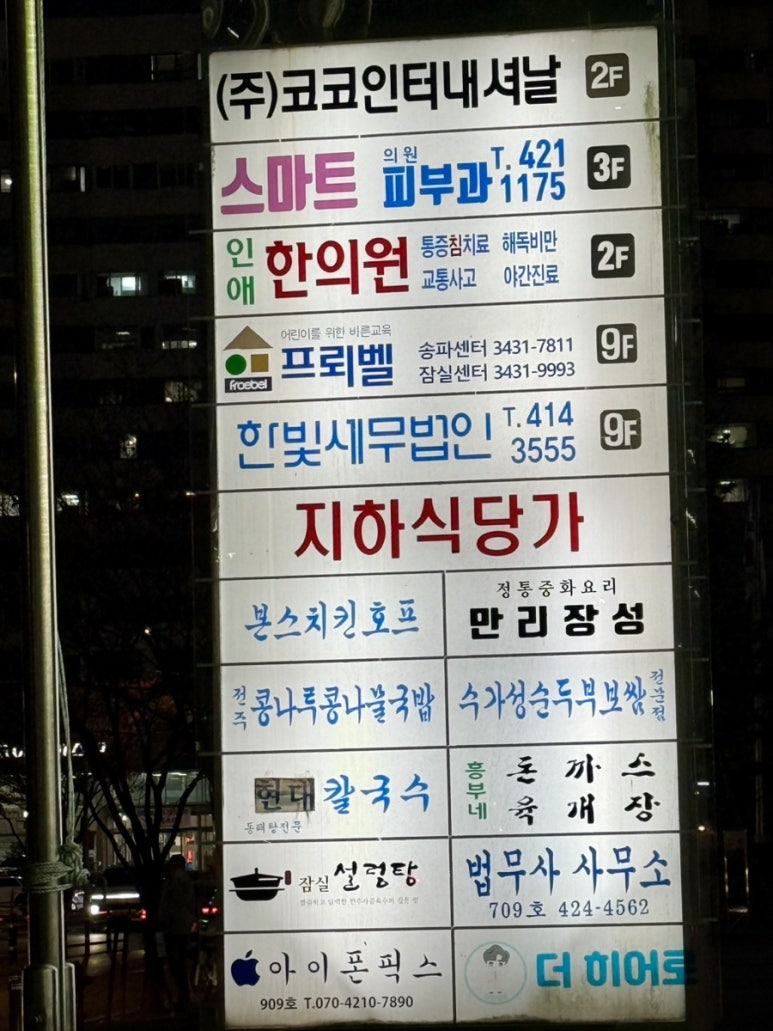 (주)코코인터내셔날 2F
스마트 의원 피부과 T. 421 1175 3F
인애 한의원 통증침치료 해독비만 교통사고 야간진료 2F
froebel 어린이를 위한 바른교육
프뢰벨 송파센터 3431-7811 잠실센터 3431-9993 9F
한빛세무법인 T. 414 3555 9F
지하식당가
본스치킨호프
정통중화요리
만리장성
전주 콩나루콩나물국밥
수가성순두부보쌈 전문점
현대 칼국수
동태탕전문
흥부네 돈까스 육개장
잠실 설렁탕
법무사 사무소
709호 424-4562
아이폰픽스
909호 T.070-4210-7890
더 히어로